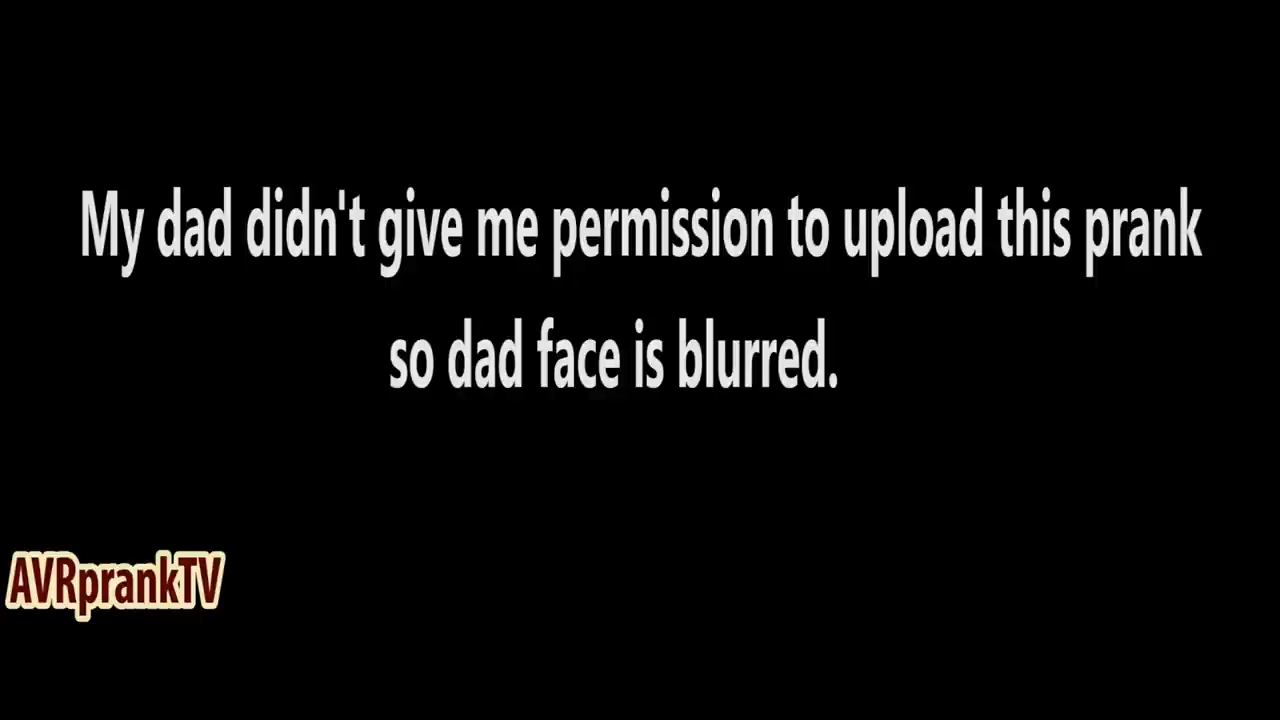 My dad didn't give me permission to upload this prank
so dad face is blurred.
AVRprankTV